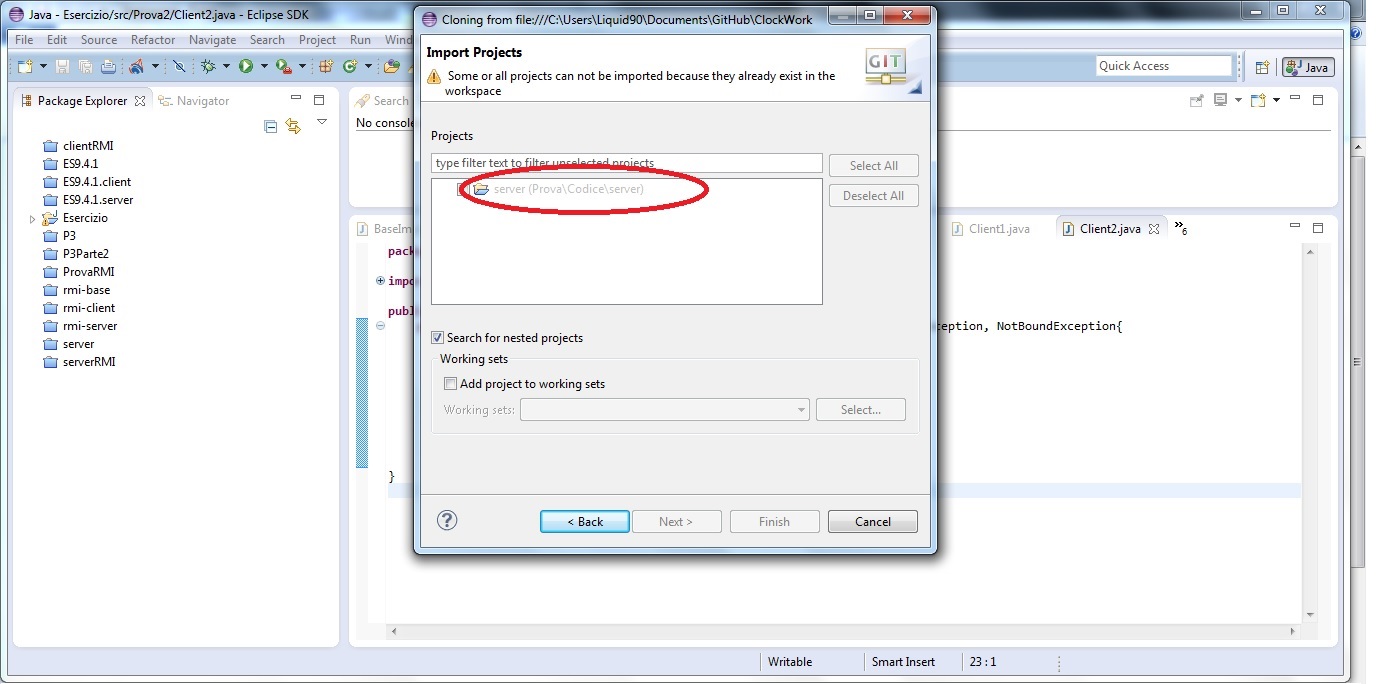 Java - Esercizio/src/Prova2/Client2.java - Eclipse SDK
File Edit Source Refactor Navigate Search Project Run Wind
Quick Access
Java
Package Explorer
Navigator
clientRMI
ES9.4.1
ES9.4.1.client
ES9.4.1.server
Esercizio
P3
P3Parte2
ProvaRMI
rmi-base
rmi-client
rmi-server
server
serverRMI
Search
No console
BaseIm
Client1.java
Client2.java
6
pack
impo
publ
ception, NotBoundException{
}
Cloning from file:///C:\Users\Liquid90\Documents\GitHub\ClockWork
Import Projects
Some or all projects can not be imported because they already exist in the
workspace
GIT
Projects
type filter text to filter unselected projects
Select All
server (Prova\Codice\server)
Deselect All
Search for nested projects
Working sets
Add project to working sets
Working sets:
Select...
?
< Back
Next >
Finish
Cancel
Writable
Smart Insert
23 : 1